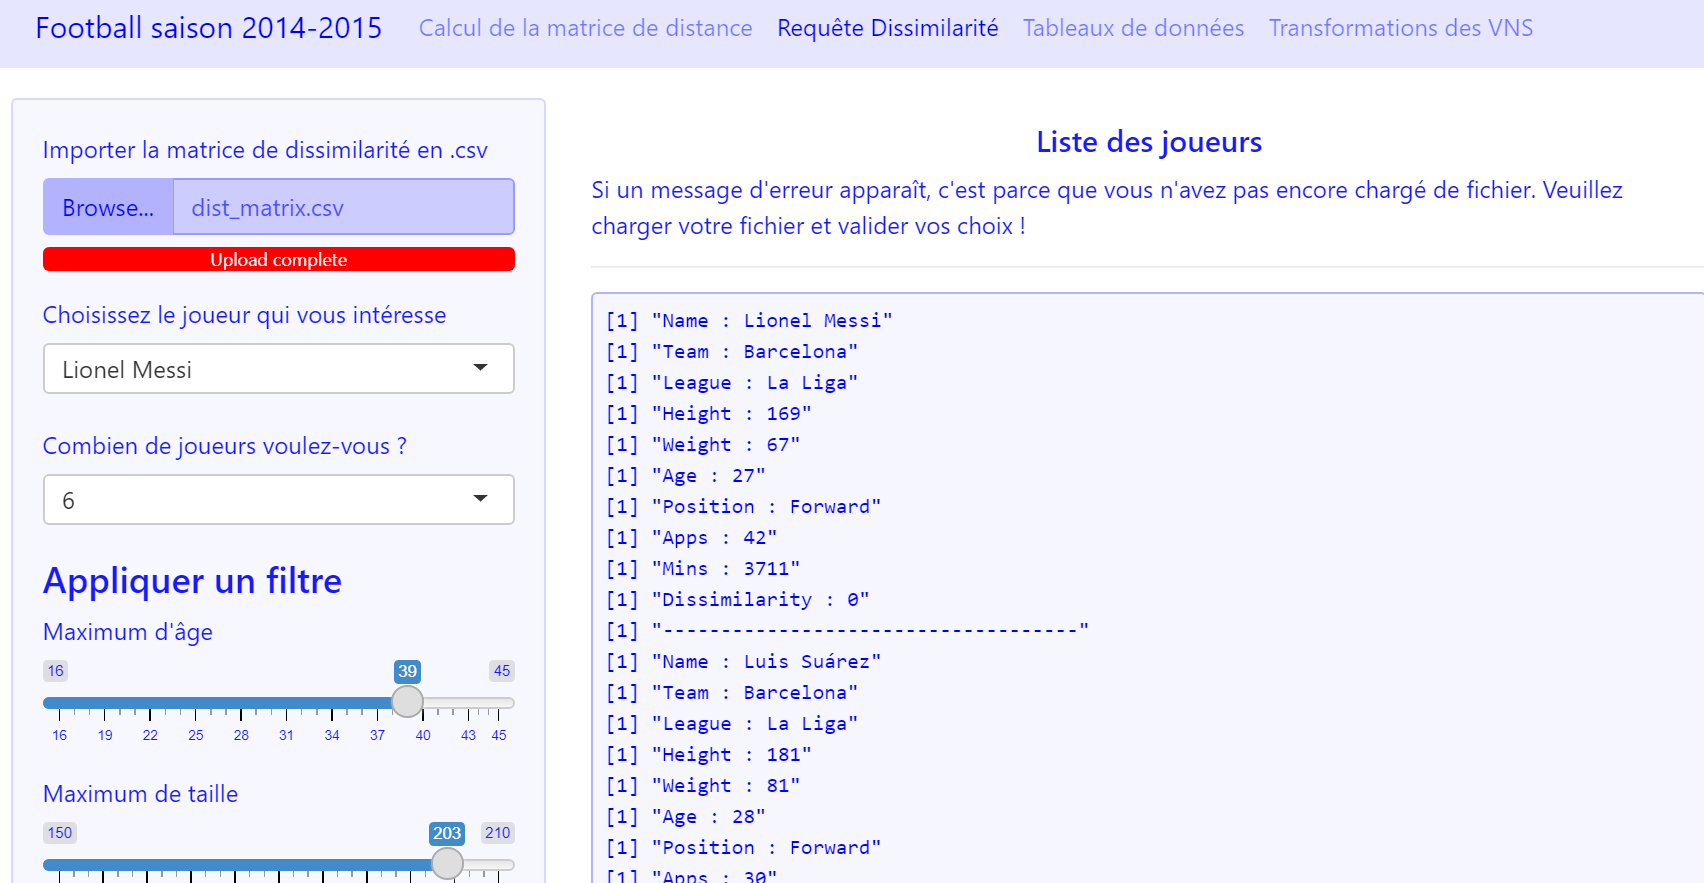 Football saison 2014-2015 Calcul de la matrice de distance Requête Dissimilarité Tableaux de données Transformations des VNS
Importer la matrice de dissimilarité en .csv
Browse... dist_matrix.csv
Upload complete
Choisissez le joueur qui vous intéresse
Lionel Messi
Combien de joueurs voulez-vous ?
6
Appliquer un filtre
Maximum d'âge
16 39 45
16 19 22 25 28 31 34 37 40 43 45
Maximum de taille
150 203 210
Liste des joueurs
Si un message d'erreur apparaît, c'est parce que vous n'avez pas encore chargé de fichier. Veuillez
charger votre fichier et valider vos choix !
[1] "Name : Lionel Messi"
[1] "Team : Barcelona"
[1] "League : La Liga"
[1] "Height : 169"
[1] "Weight : 67"
[1] "Age : 27"
[1] "Position : Forward"
[1] "Apps : 42"
[1] "Mins : 3711"
[1] "Dissimilarity : 0"
[1] "------------------------------------"
[1] "Name : Luis Suárez"
[1] "Team : Barcelona"
[1] "League : La Liga"
[1] "Height : 181"
[1] "Weight : 81"
[1] "Age : 28"
[1] "Position : Forward"
[1] "Apps : 30"